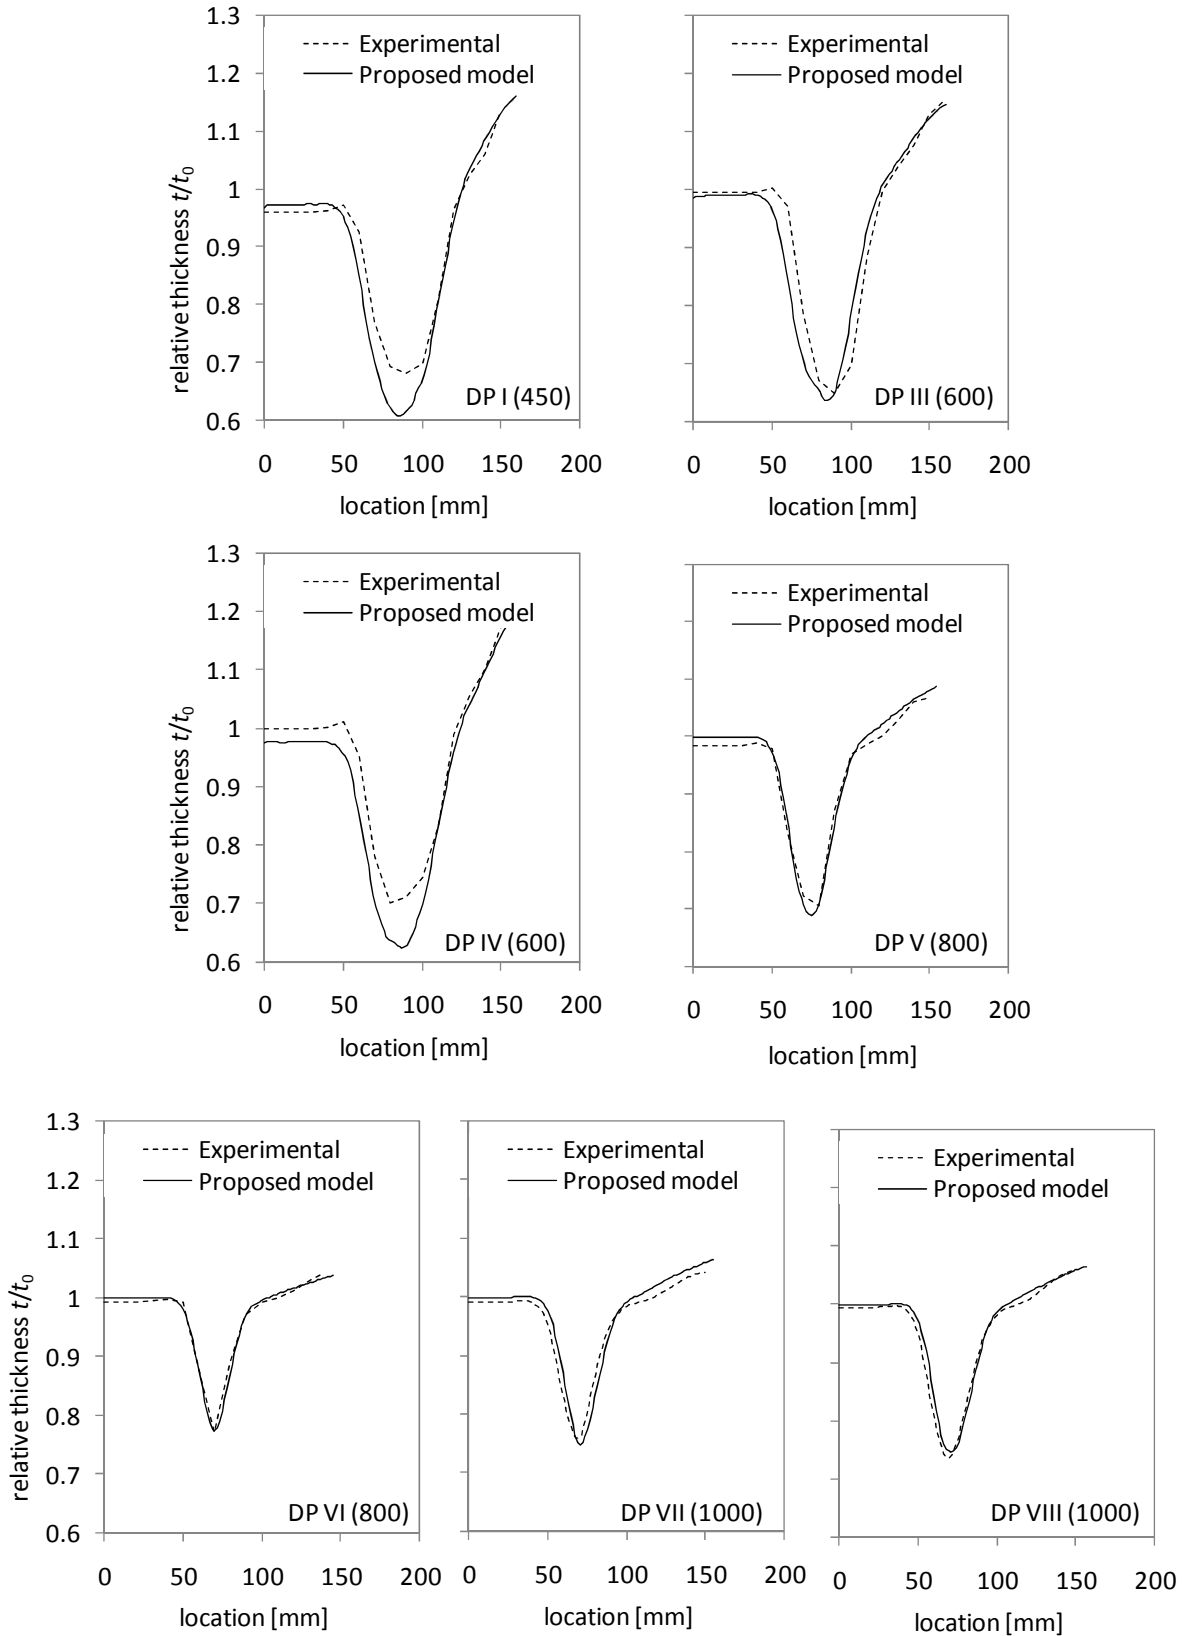 1.3
Experimental
Proposed model
1.2
1.1
1
0.9
0.8
0.7
0.6
relative thickness t/t0
DP I (450)
0 50 100 150 200
location [mm]
Experimental
Proposed model
DP III (600)
0 50 100 150 200
location [mm]
1.3
Experimental
Proposed model
1.2
1.1
1
0.9
0.8
0.7
0.6
relative thickness t/t0
DP IV (600)
0 50 100 150 200
location [mm]
Experimental
Proposed model
DP V (800)
0 50 100 150 200
location [mm]
1.3
Experimental
Proposed model
1.2
1.1
1
0.9
0.8
0.7
0.6
relative thickness t/t0
DP VI (800)
0 50 100 150 200
location [mm]
Experimental
Proposed model
DP VII (1000)
0 50 100 150 200
location [mm]
Experimental
Proposed model
DP VIII (1000)
0 50 100 150 200
location [mm]